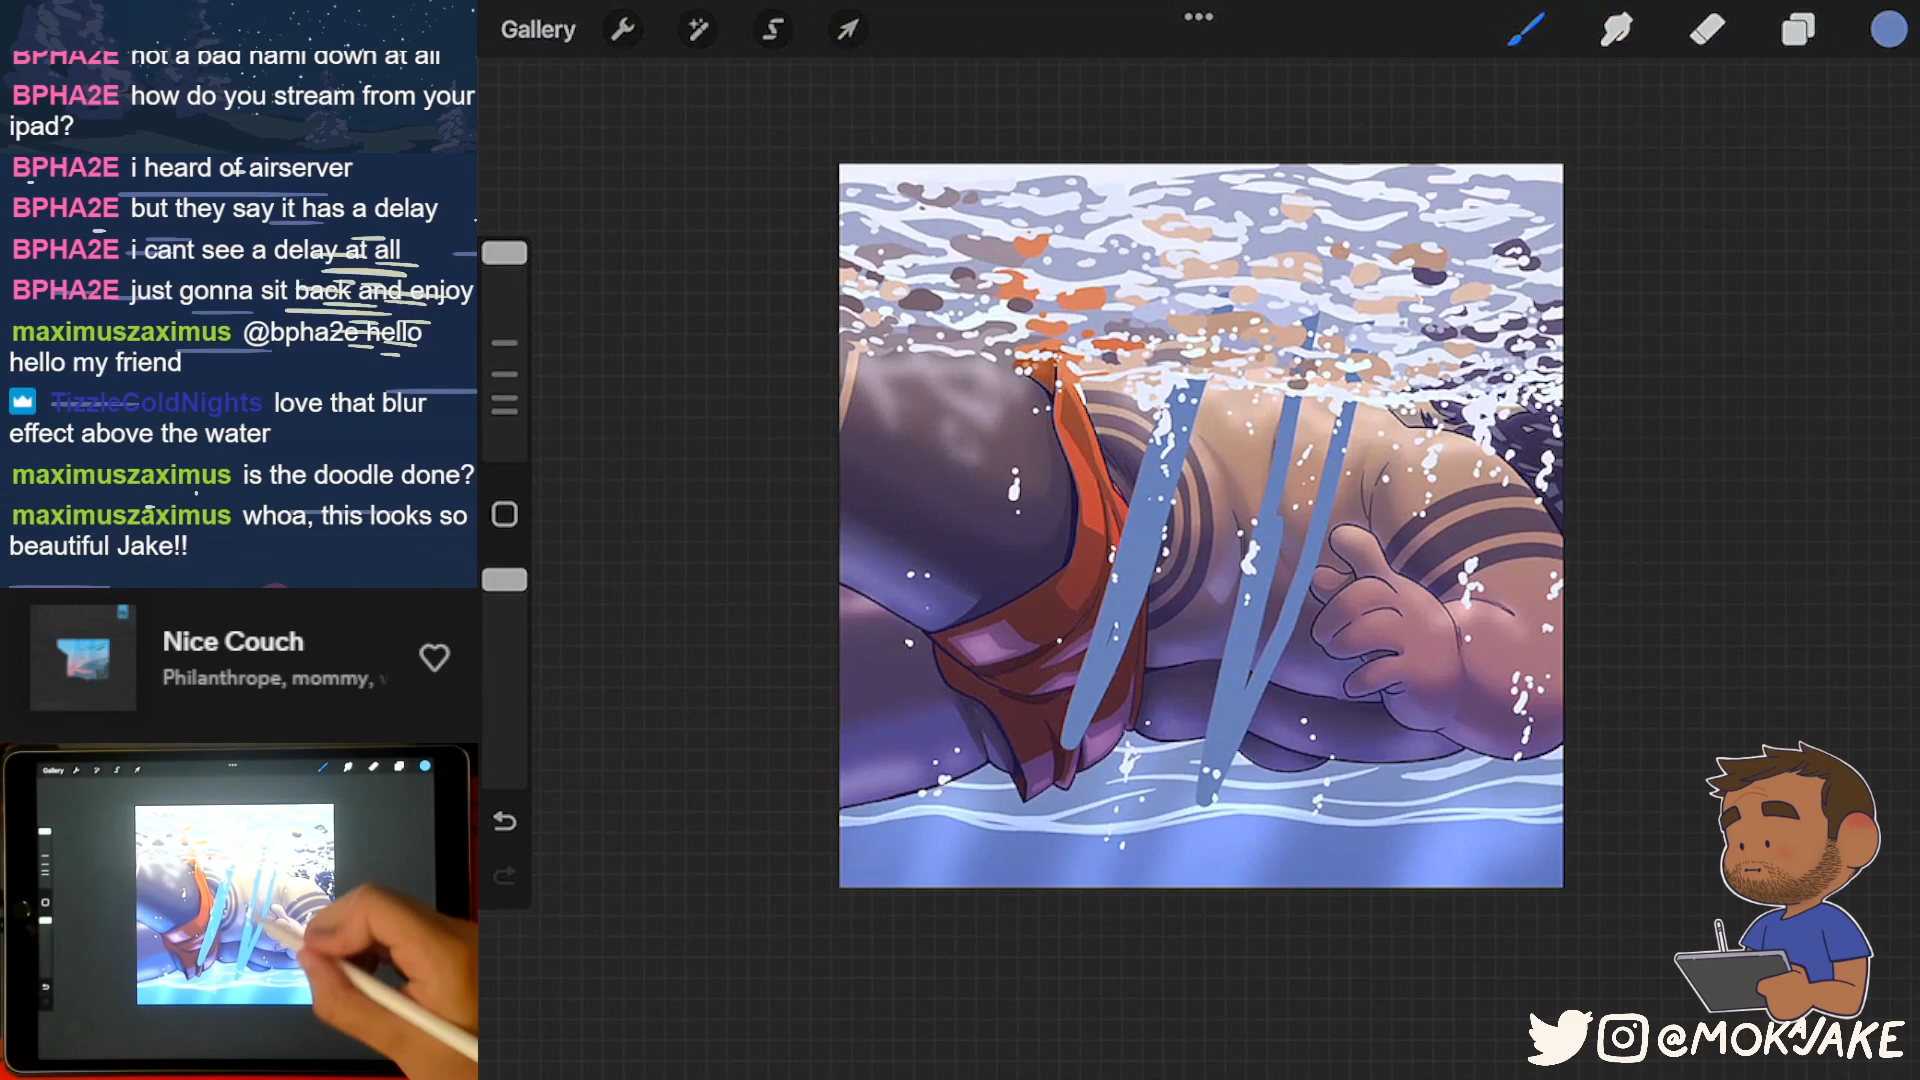 BPHA2E not a bad nami down at all
BPHA2E how do you stream from your
ipad?
BPHA2E i heard of airserver
BPHA2E but they say it has a delay
BPHA2E i cant see a delay at all
BPHA2E just gonna sit back and enjoy
maximuszaximus @bpha2e hello
hello my friend
TizzleColdNights love that blur
effect above the water
maximuszaximus is the doodle done?
maximuszaximus whoa, this looks so
beautiful Jake!!
Nice Couch
Philanthrope, mommy,
Gallery
Gallery
@MOKAJAKE